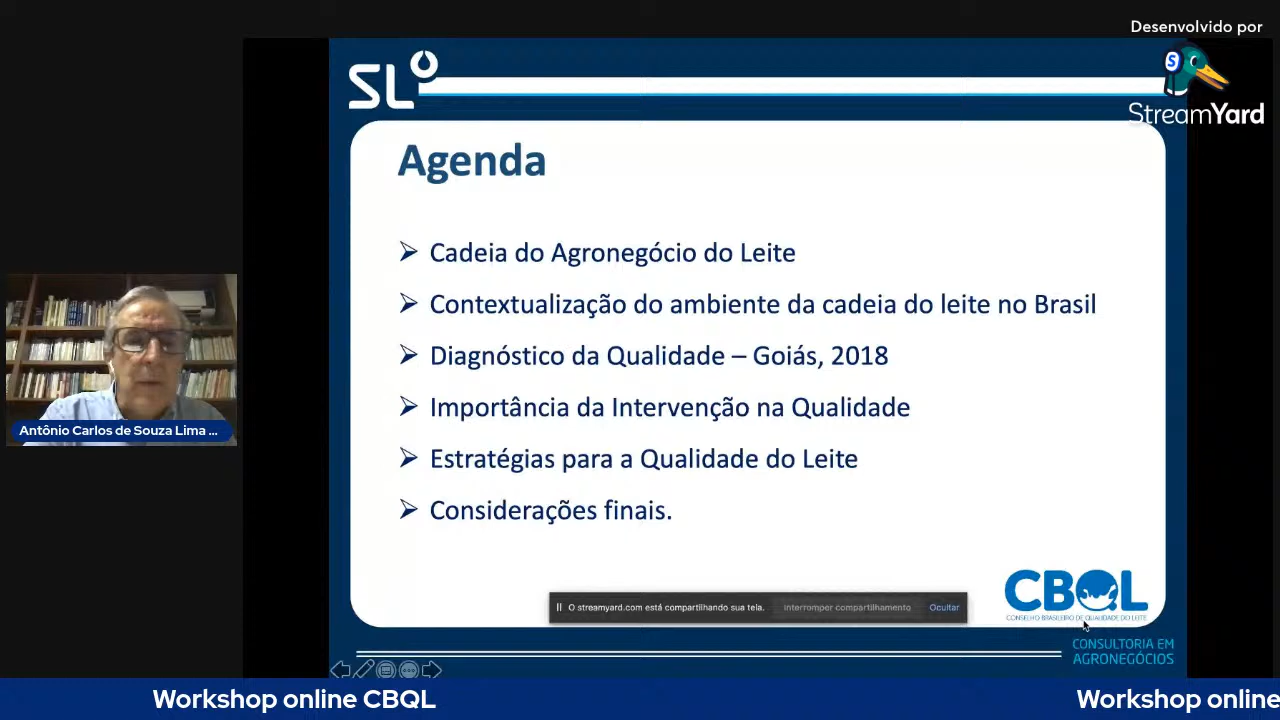 Desenvolvido por
StreamYard
SL
Agenda
Cadeia do Agronegócio do Leite
Contextualização do ambiente da cadeia do leite no Brasil
Diagnóstico da Qualidade – Goiás, 2018
Importância da Intervenção na Qualidade
Estratégias para a Qualidade do Leite
Considerações finais.
Antônio Carlos de Souza Lima ...
O streamyard.com está compartilhando sua tela.
Interromper compartilhamento
Ocultar
CBQL
CONSELHO BRASILEIRO DE QUALIDADE DO LEITE
CONSULTORIA EM
AGRONEGÓCIOS
Workshop online CBQL
Workshop online